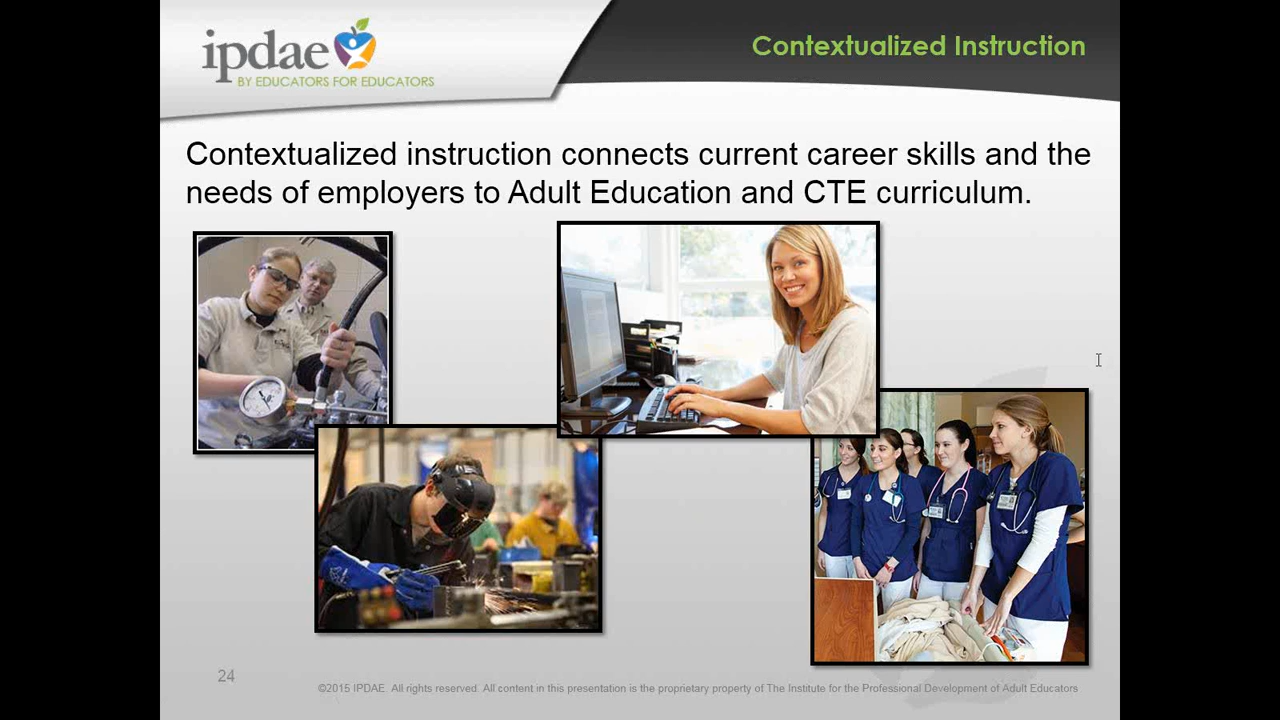 ipdae
BY EDUCATORS FOR EDUCATORS
Contextualized Instruction
Contextualized instruction connects current career skills and the
needs of employers to Adult Education and CTE curriculum.
24
©2015 IPDAE. All rights reserved. All content in this presentation is the proprietary property of The Institute for the Professional Development of Adult Educators